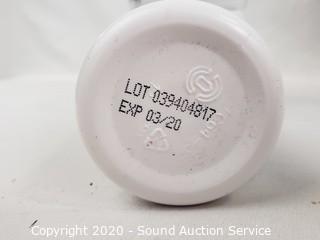 LOT 039404817
EXP 03/20
Copyright 2020 - Sound Auction Service